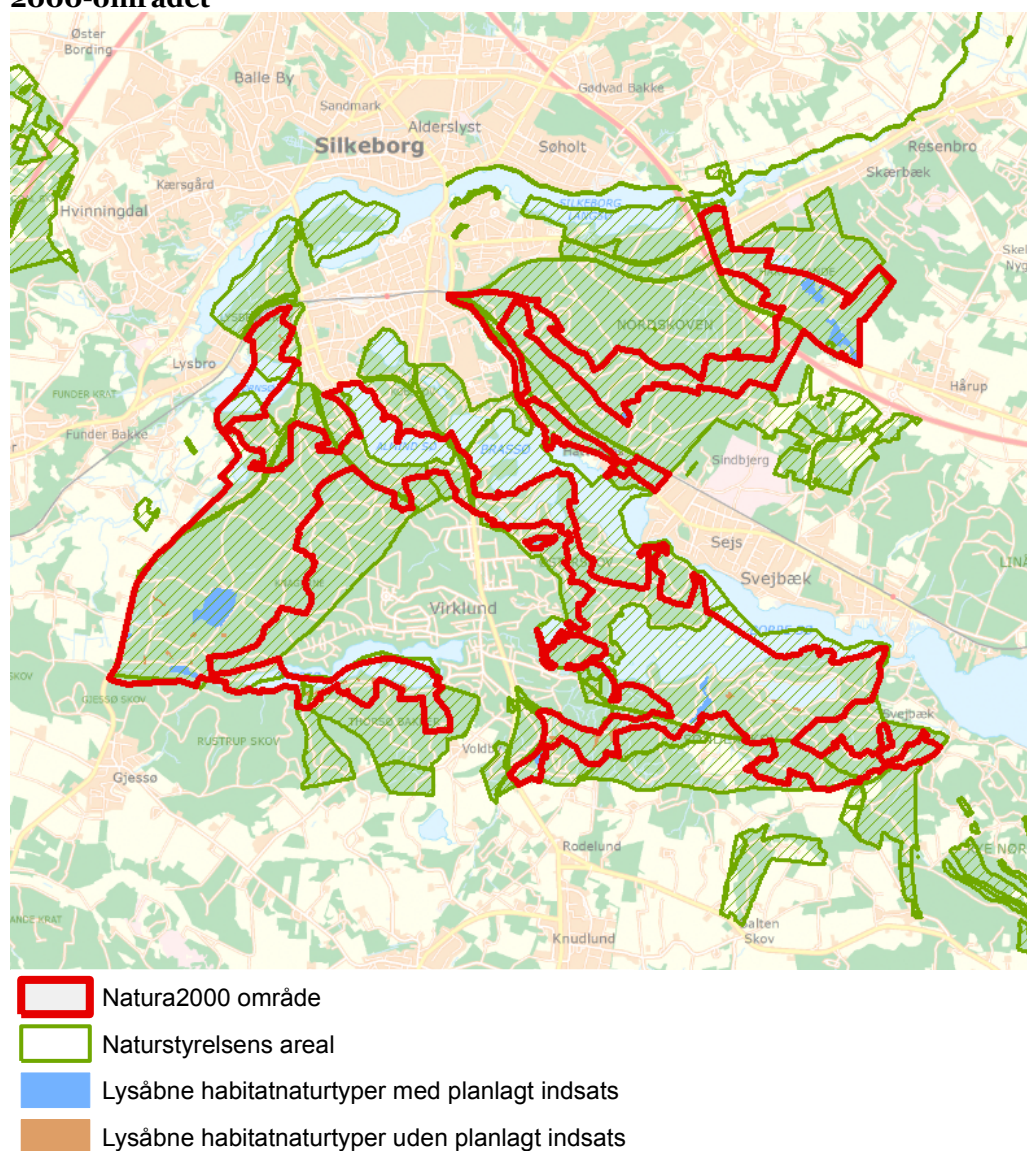 2000-området
Øster
Bording
Balle By
Gødvad Bakke
Sandmark
Alderslyst
Silkeborg
Søholt
Resenbro
Skærbæk
Kærsgård
Hvinningdal
SILKEBORG
LANGSØ
NORDSKOVEN
Lysbro
Hårup
FUNDER KRAT
Funder Bakke
ALMIND SØ
BRASSØ
Sindbjerg
Sejs
Svejbæk
Virklund
GJESSØ SKOV
THORSØ BAKKER
RUSTRUP SKOV
Svejbæk
Gjessø
Rodelund
Knudlund
Salten
Skov
Natura2000 område
Naturstyrelsens areal
Lysåbne habitatnaturtyper med planlagt indsats
Lysåbne habitatnaturtyper uden planlagt indsats